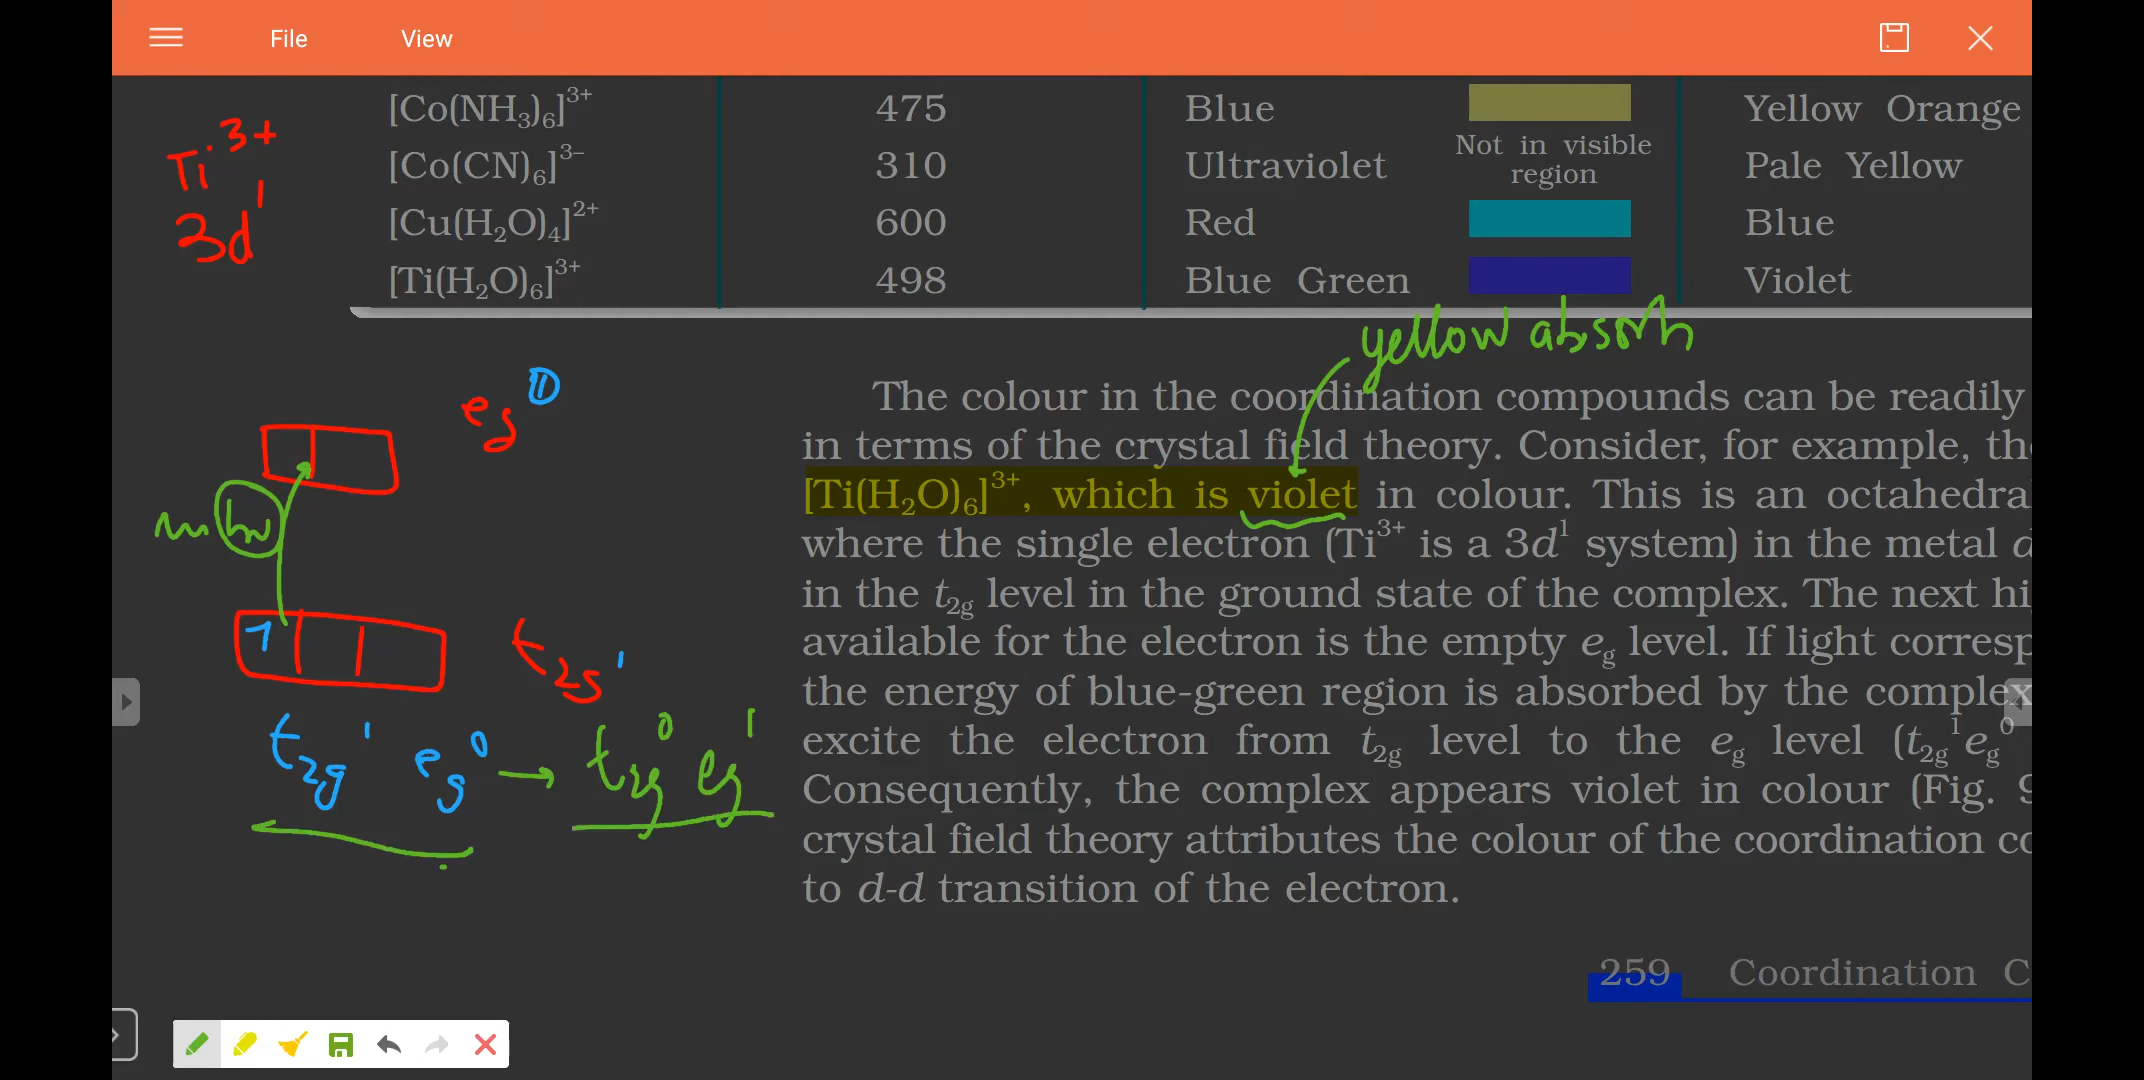 File View
[Co(NH₃)₆]³⁺ 475 Blue Yellow Orange
Not in visible region
[Co(CN)₆]³⁻ 310 Ultraviolet Pale Yellow
[Cu(H₂O)₄]²⁺ 600 Red Blue
[Ti(H₂O)₆]³⁺ 498 Blue Green Violet
Ti³⁺
3d¹
yellow absorb
The colour in the coordination compounds can be readily
in terms of the crystal field theory. Consider, for example, the
[Ti(H₂O)₆]³⁺, which is violet in colour. This is an octahedral
where the single electron (Ti³⁺ is a 3d¹ system) in the metal d
in the t₂g level in the ground state of the complex. The next hi
available for the electron is the empty eg level. If light corresp
the energy of blue-green region is absorbed by the complex
excite the electron from t₂g level to the eg level (t₂g¹eg⁰
Consequently, the complex appears violet in colour (Fig. 9
crystal field theory attributes the colour of the coordination co
to d-d transition of the electron.
eg
hν
1
t₂g¹
t₂g¹ eg⁰ → t₂g⁰ eg¹
259 Coordination C